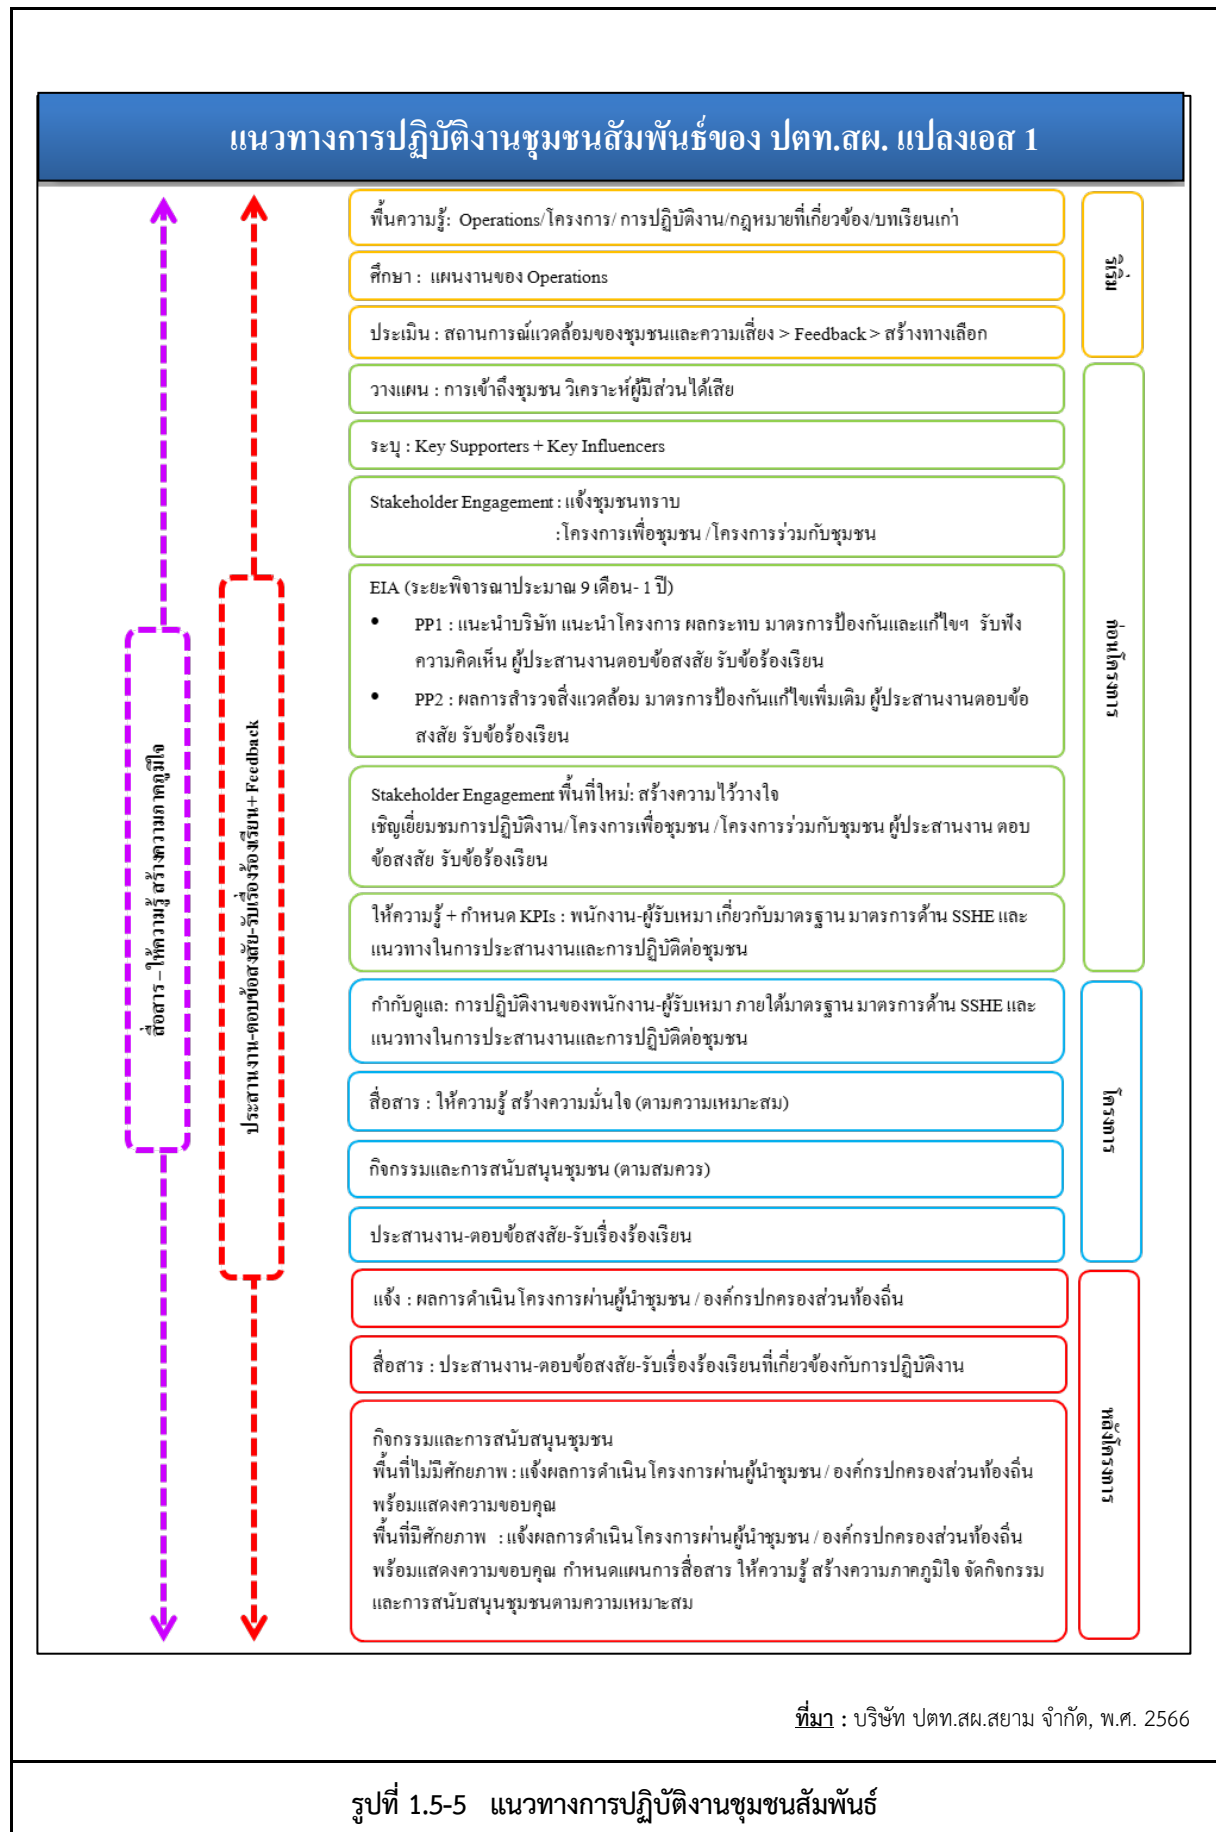 แนวทางการปฏิบัติงานชุมชนสัมพันธ์ของ ปตท.สผ. แปลงเอส 1
สื่อสาร – ให้ความรู้ สร้างความภาคภูมิใจ
ประสานงาน-ตอบข้อสงสัย-รับเรื่องร้องเรียน+ Feedback
ริเริ่ม
พื้นความรู้: Operations/โครงการ/ การปฏิบัติงาน/กฎหมายที่เกี่ยวข้อง/บทเรียนเก่า
ศึกษา : แผนงานของ Operations
ประเมิน : สถานการณ์แวดล้อมของชุมชนและความเสี่ยง > Feedback > สร้างทางเลือก
ก่อนโครงการ
วางแผน : การเข้าถึงชุมชน วิเคราะห์ผู้มีส่วนได้เสีย
ระบุ : Key Supporters + Key Influencers
Stakeholder Engagement : แจ้งชุมชนทราบ
:โครงการเพื่อชุมชน /โครงการร่วมกับชุมชน
EIA (ระยะพิจารณาประมาณ 9 เดือน- 1 ปี)
• PP1 : แนะนำบริษัท แนะนำโครงการ ผลกระทบ มาตรการป้องกันและแก้ไขฯ รับฟัง
ความคิดเห็น ผู้ประสานงานตอบข้อสงสัย รับข้อร้องเรียน
• PP2 : ผลการสำรวจสิ่งแวดล้อม มาตรการป้องกันแก้ไขเพิ่มเติม ผู้ประสานงานตอบข้อ
สงสัย รับข้อร้องเรียน
Stakeholder Engagement พื้นที่ใหม่: สร้างความไว้วางใจ
เชิญเยี่ยมชมการปฏิบัติงาน/โครงการเพื่อชุมชน /โครงการร่วมกับชุมชน ผู้ประสานงาน ตอบ
ข้อสงสัย รับข้อร้องเรียน
ให้ความรู้ + กำหนด KPIs : พนักงาน-ผู้รับเหมา เกี่ยวกับมาตรฐาน มาตรการด้าน SSHE และ
แนวทางในการประสานงานและการปฏิบัติต่อชุมชน
โครงการ
กำกับดูแล: การปฏิบัติงานของพนักงาน-ผู้รับเหมา ภายใต้มาตรฐาน มาตรการด้าน SSHE และ
แนวทางในการประสานงานและการปฏิบัติต่อชุมชน
สื่อสาร : ให้ความรู้ สร้างความมั่นใจ (ตามความเหมาะสม)
กิจกรรมและการสนับสนุนชุมชน (ตามสมควร)
ประสานงาน-ตอบข้อสงสัย-รับเรื่องร้องเรียน
หลังโครงการ
แจ้ง : ผลการดำเนินโครงการผ่านผู้นำชุมชน / องค์กรปกครองส่วนท้องถิ่น
สื่อสาร : ประสานงาน-ตอบข้อสงสัย-รับเรื่องร้องเรียนที่เกี่ยวข้องกับการปฏิบัติงาน
กิจกรรมและการสนับสนุนชุมชน
พื้นที่ไม่มีศักยภาพ : แจ้งผลการดำเนินโครงการผ่านผู้นำชุมชน / องค์กรปกครองส่วนท้องถิ่น
พร้อมแสดงความขอบคุณ
พื้นที่มีศักยภาพ : แจ้งผลการดำเนินโครงการผ่านผู้นำชุมชน / องค์กรปกครองส่วนท้องถิ่น
พร้อมแสดงความขอบคุณ กำหนดแผนการสื่อสาร ให้ความรู้ สร้างความภาคภูมิใจ จัดกิจกรรม
และการสนับสนุนชุมชนตามความเหมาะสม
ที่มา : บริษัท ปตท.สผ.สยาม จำกัด, พ.ศ. 2566
รูปที่ 1.5-5 แนวทางการปฏิบัติงานชุมชนสัมพันธ์